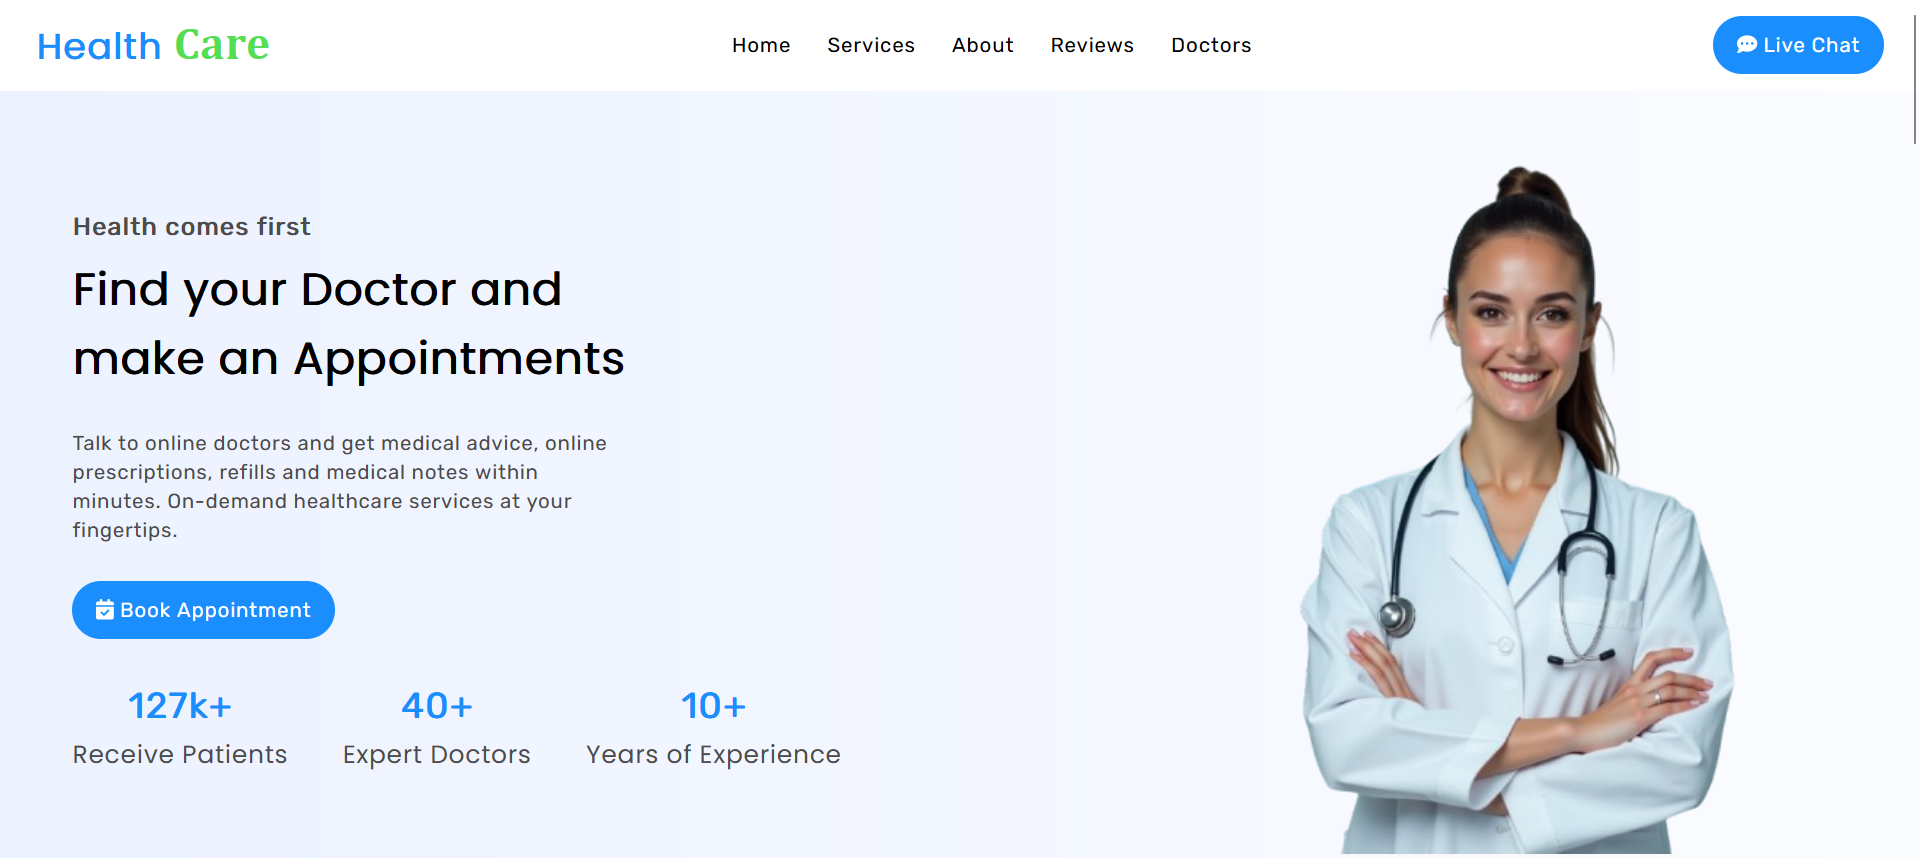 Health Care
Home Services About Reviews Doctors
Live Chat
Health comes first
Find your Doctor and
make an Appointments
Talk to online doctors and get medical advice, online
prescriptions, refills and medical notes within
minutes. On-demand healthcare services at your
fingertips.
Book Appointment
127k+ 40+ 10+
Receive Patients Expert Doctors Years of Experience